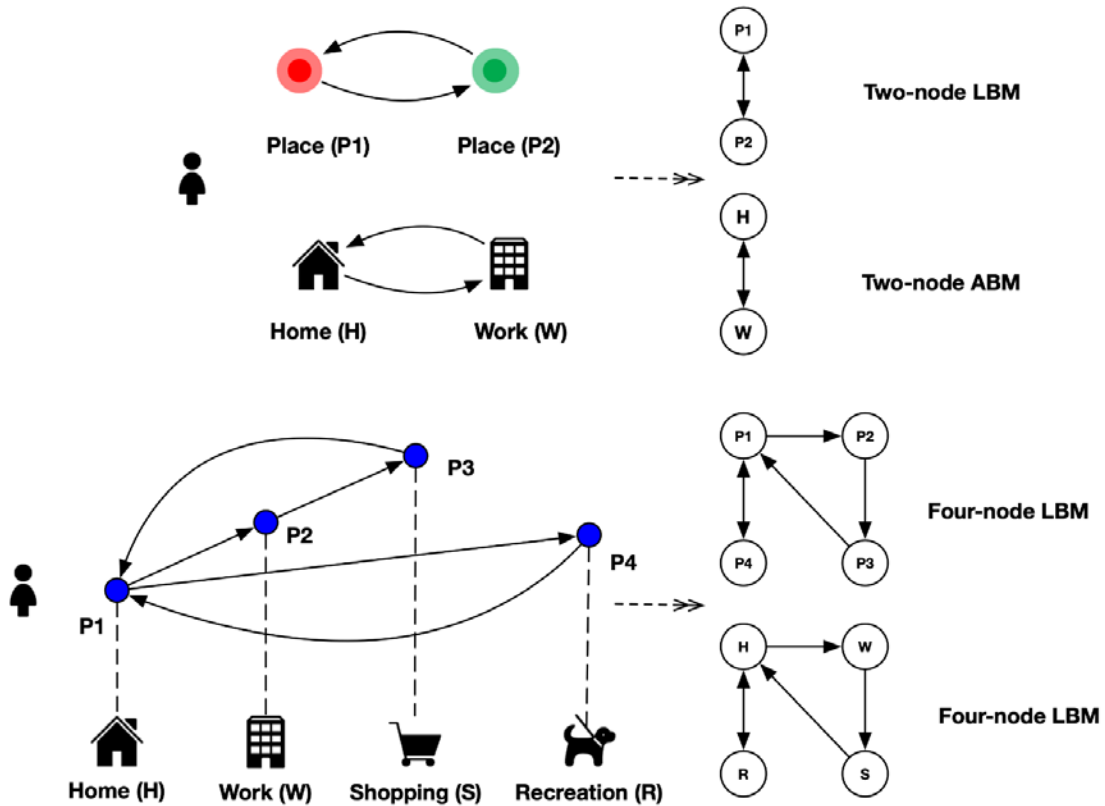 P1
Two-node LBM
P2
Place (P1)
Place (P2)
H
Two-node ABM
W
Home (H)
Work (W)
P1
P2
P3
P2
P4
P1
Four-node LBM
P4
P3
H
W
Four-node LBM
R
S
Home (H)
Work (W)
Shopping (S)
Recreation (R)